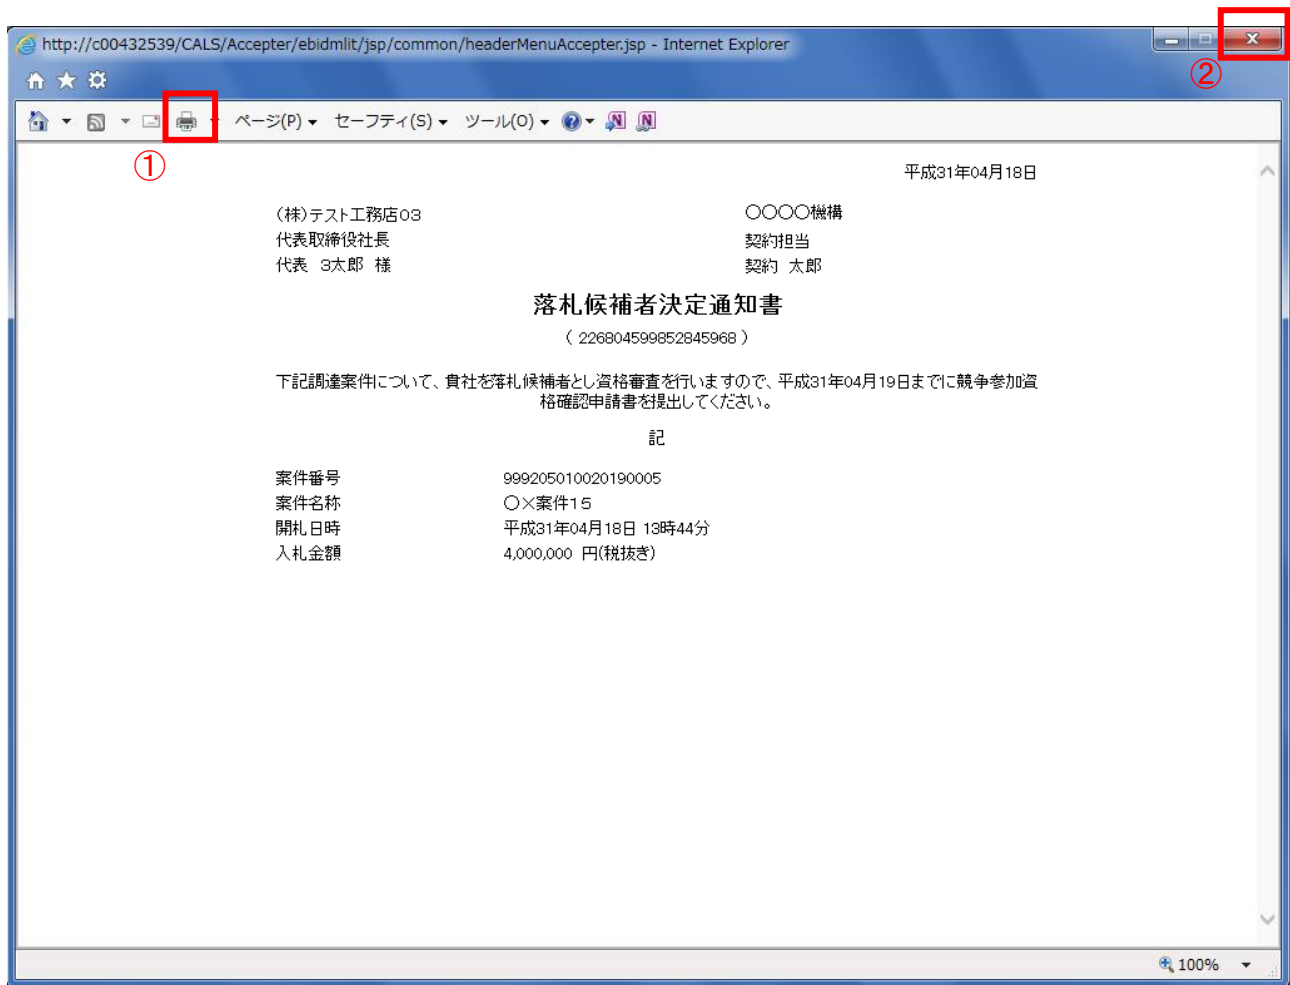 http://c00432539/CALS/Accepter/ebidmlit/jsp/common/headerMenuAccepter.jsp - Internet Explorer
②
ページ(P) セーフティ(S) ツール(O)
①
平成31年04月18日
(株)テスト工務店03 ○○○○機構
代表取締役社長 契約担当
代表 3太郎 様 契約 太郎
落札候補者決定通知書
( 226804599852845968 )
下記調達案件について、貴社を落札候補者とし資格審査を行いますので、平成31年04月19日までに競争参加資
格確認申請書を提出してください。
記
案件番号 999205010020190005
案件名称 ○×案件15
開札日時 平成31年04月18日 13時44分
入札金額 4,000,000 円(税抜き)
100%